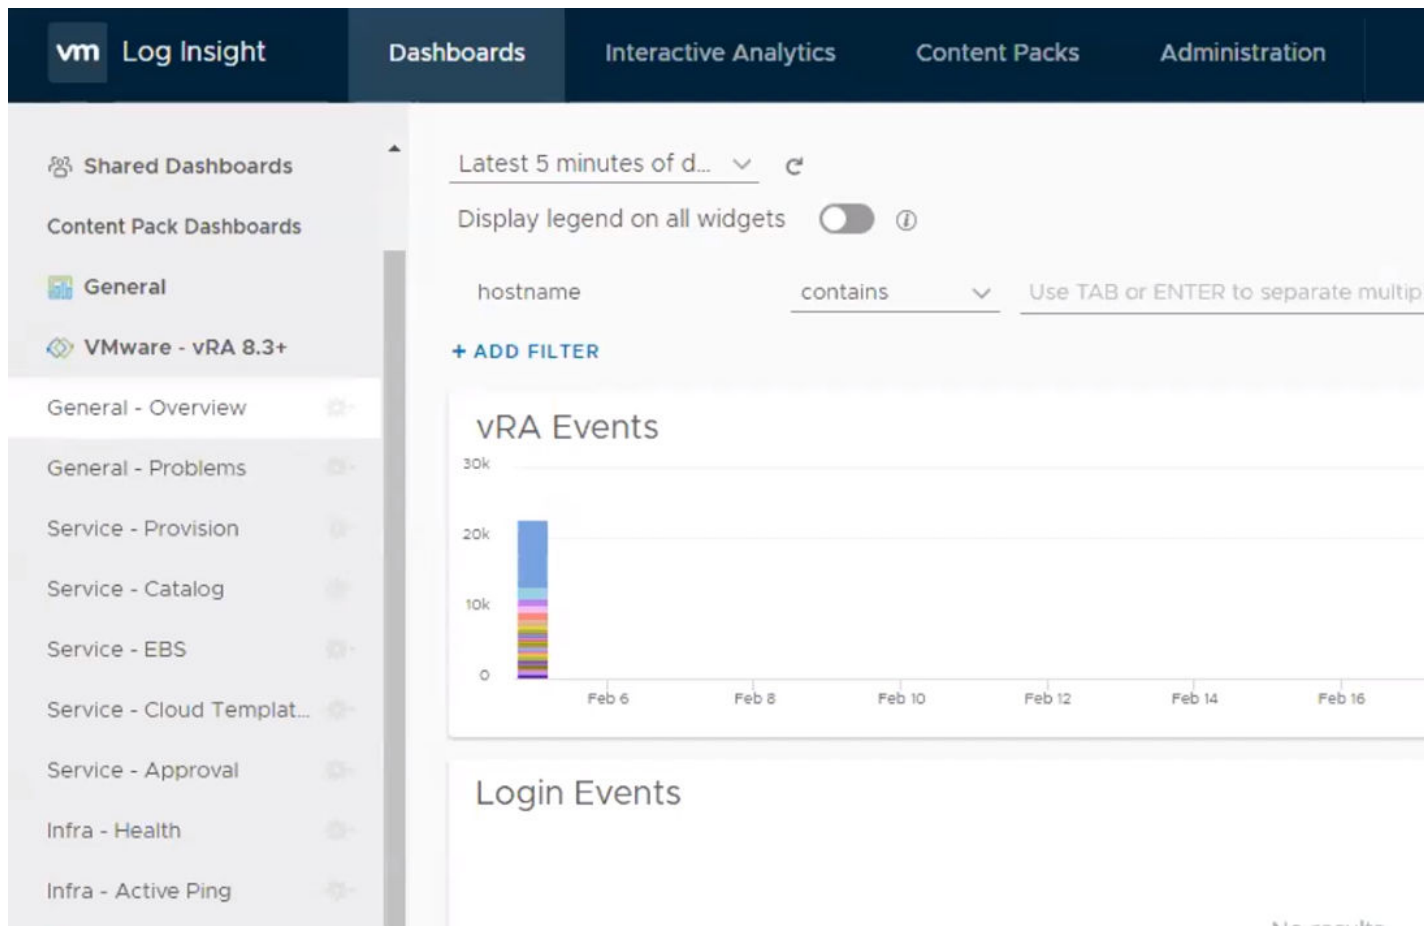 vm Log Insight Dashboards Interactive Analytics Content Packs Administration
Shared Dashboards
Content Pack Dashboards
General
VMware - vRA 8.3+
General - Overview
General - Problems
Service - Provision
Service - Catalog
Service - EBS
Service - Cloud Templat...
Service - Approval
Infra - Health
Infra - Active Ping
Latest 5 minutes of d...
Display legend on all widgets
hostname contains Use TAB or ENTER to separate multip
+ ADD FILTER
vRA Events
30k
20k
10k
0
Feb 6 Feb 8 Feb 10 Feb 12 Feb 14 Feb 16
Login Events